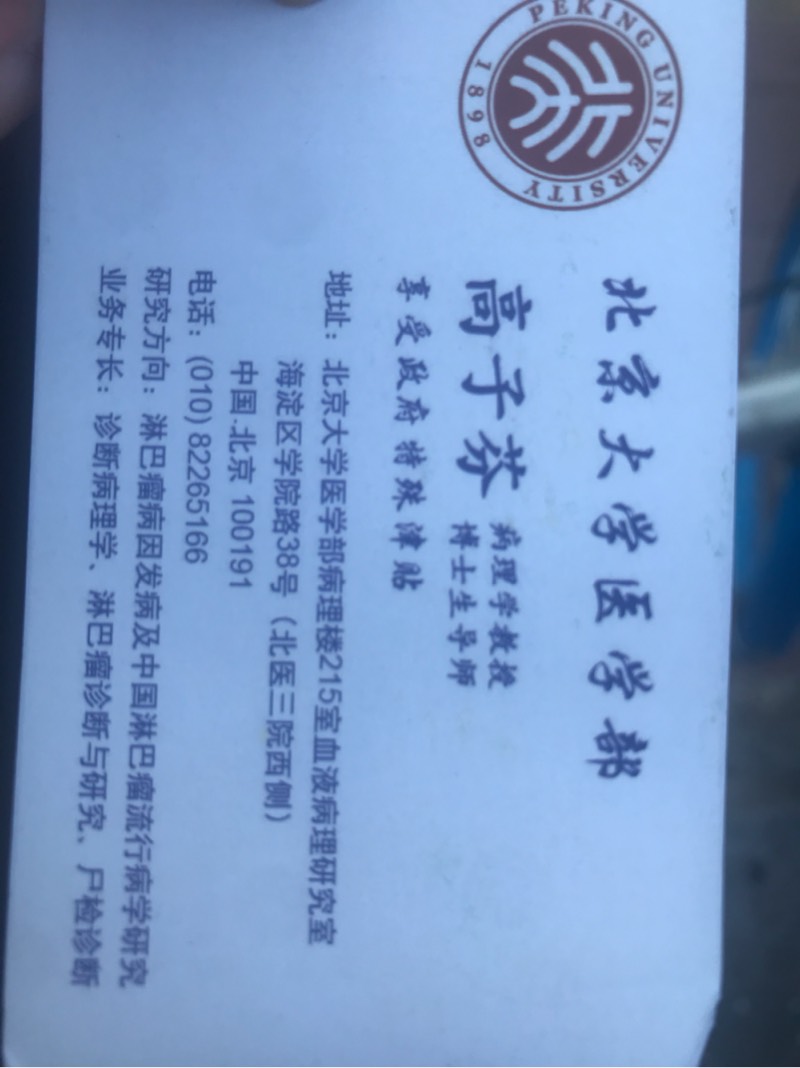 PEKING UNIVERSITY
1898
北京大学医学部
高子芬 病理学教授
博士生导师
享受政府特殊津贴
地址：北京大学医学部病理楼215室血液病理研究室
海淀区学院路38号（北医三院西侧）
中国.北京 100191
电话：(010) 82265166
研究方向：淋巴瘤病因发病及中国淋巴瘤流行病学研究
业务专长：诊断病理学、淋巴瘤诊断与研究、尸检诊断